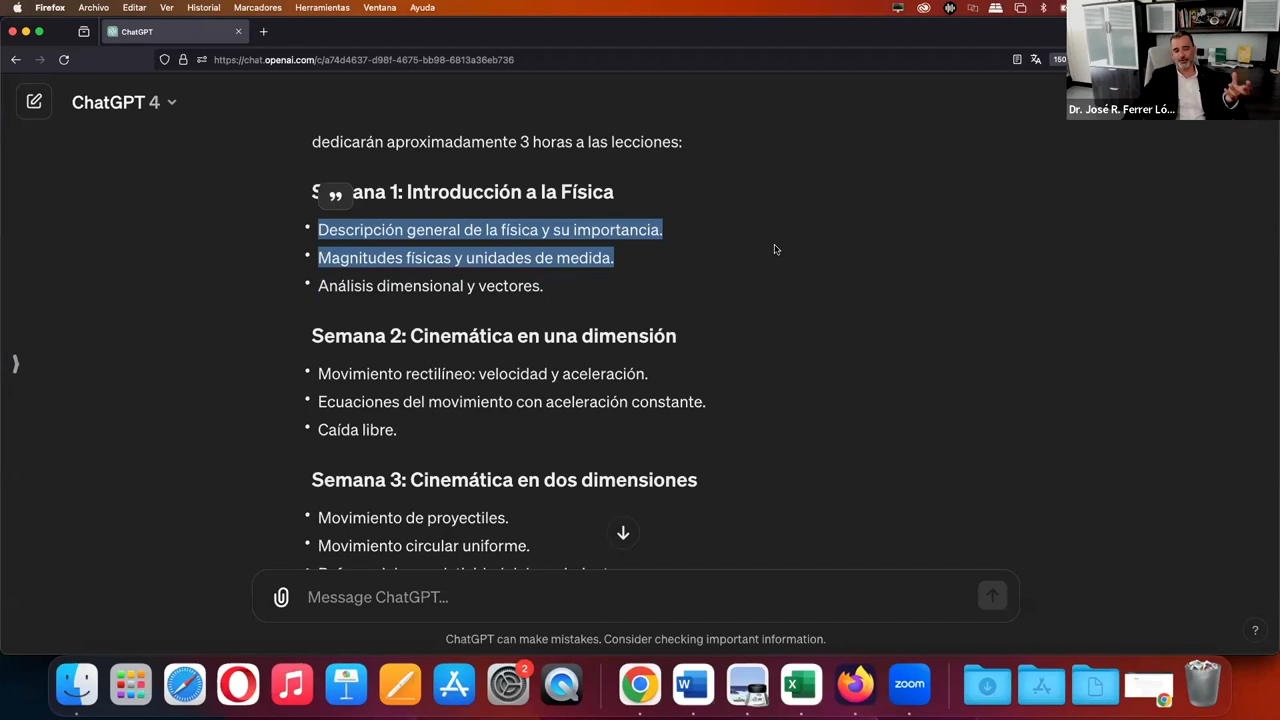 Firefox Archivo Editar Ver Historial Marcadores Herramientas Ventana Ayuda
ChatGPT
https://chat.openai.com/c/a74d4637-d98f-4675-bb98-6813a36eb736
150
Dr. José R. Ferrer Ló...
ChatGPT 4
dedicarán aproximadamente 3 horas a las lecciones:
ana 1: Introducción a la Física
• Descripción general de la física y su importancia.
• Magnitudes físicas y unidades de medida.
• Análisis dimensional y vectores.
Semana 2: Cinemática en una dimensión
• Movimiento rectilíneo: velocidad y aceleración.
• Ecuaciones del movimiento con aceleración constante.
• Caída libre.
Semana 3: Cinemática en dos dimensiones
• Movimiento de proyectiles.
• Movimiento circular uniforme.
Message ChatGPT...
ChatGPT can make mistakes. Consider checking important information.
?
2
zoom